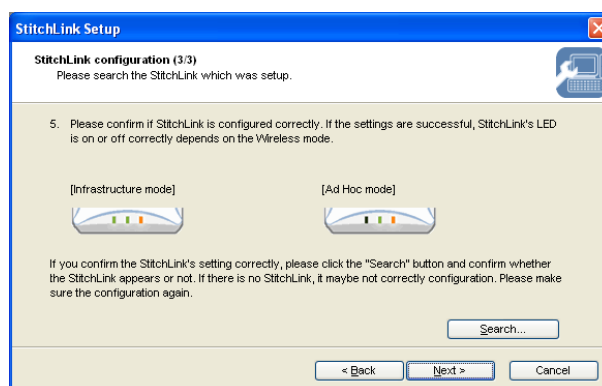 StitchLink Setup
StitchLink configuration (3/3)
Please search the StitchLink which was setup.
5. Please confirm if StitchLink is configured correctly. If the settings are successful, StitchLink's LED
is on or off correctly depends on the Wireless mode.
[Infrastructure mode] [Ad Hoc mode]
If you confirm the StitchLink's setting correctly, please click the "Search" button and confirm whether
the StitchLink appears or not. If there is no StitchLink, it maybe not correctly configuration. Please make
sure the configuration again.
Search...
< Back Next > Cancel